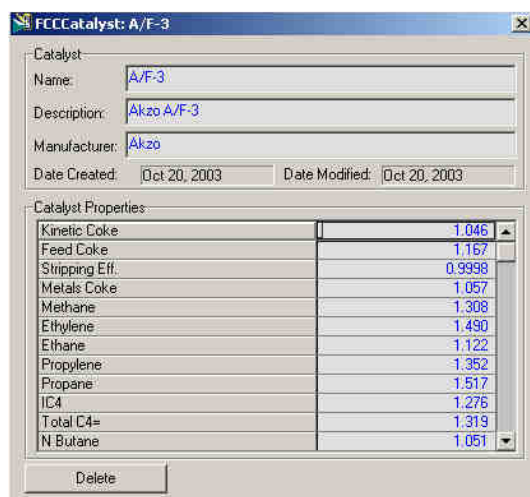 FCCCatalyst: A/F-3
Catalyst
Name: A/F-3
Description: Akzo A/F-3
Manufacturer: Akzo
Date Created: Oct 20, 2003 Date Modified: Oct 20, 2003
Catalyst Properties
Kinetic Coke 1.046
Feed Coke 1.167
Stripping Eff. 0.9998
Metals Coke 1.057
Methane 1.308
Ethylene 1.490
Ethane 1.122
Propylene 1.352
Propane 1.517
IC4 1.276
Total C4= 1.319
N Butane 1.051
Delete